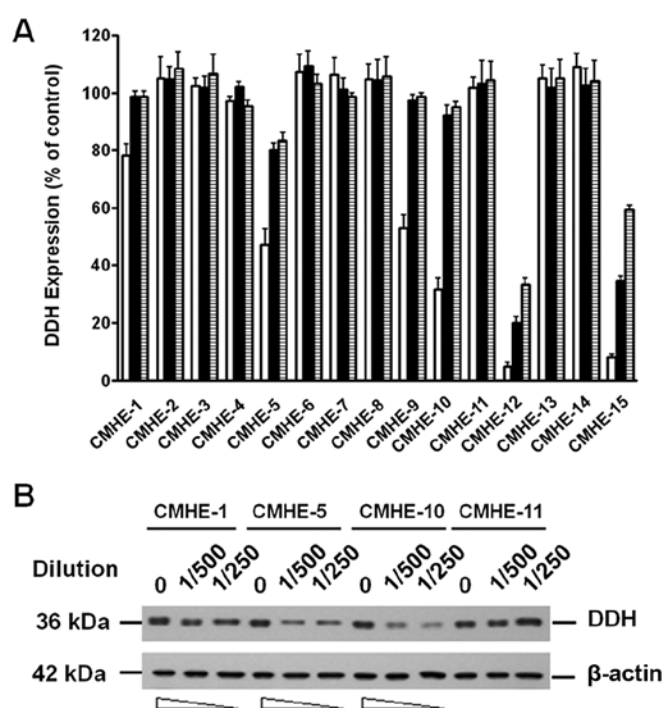 A
DDH Expression (% of control)
120
100
80
60
40
20
0
CMHE-1
CMHE-2
CMHE-3
CMHE-4
CMHE-5
CMHE-6
CMHE-7
CMHE-8
CMHE-9
CMHE-10
CMHE-11
CMHE-12
CMHE-13
CMHE-14
CMHE-15
B
CMHE-1 CMHE-5 CMHE-10 CMHE-11
Dilution 0 1/500 1/250 0 1/500 1/250 0 1/500 1/250 0 1/500 1/250
36 kDa DDH
42 kDa β-actin